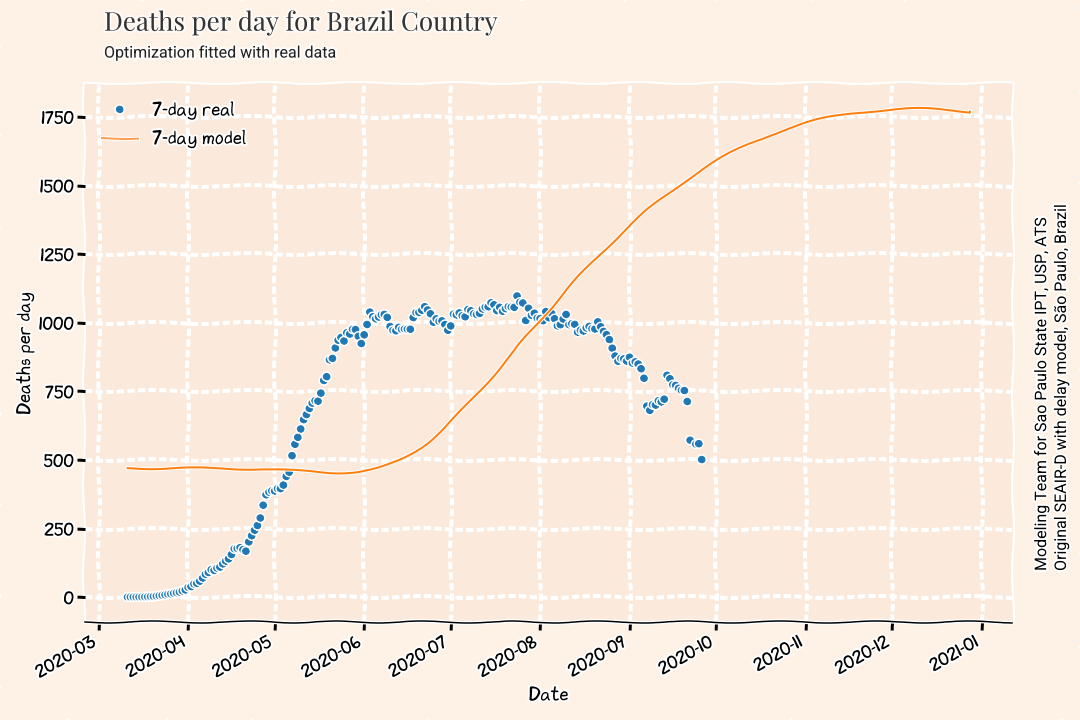 Deaths per day for Brazil Country
Optimization fitted with real data
7-day real
7-day model
1750
1500
1250
1000
750
500
250
0
Deaths per day
2020-03
2020-04
2020-05
2020-06
2020-07
2020-08
2020-09
2020-10
2020-11
2020-12
2021-01
Date
Modeling Team for Sao Paulo State IPT, USP, ATS
Original SEAIR-D with delay model, São Paulo, Brazil